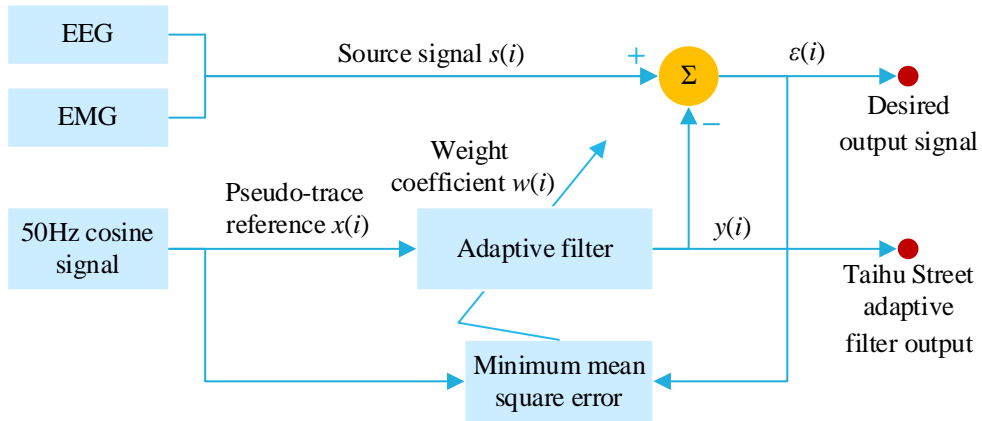 EEG
EMG
Source signal s(i)
+
Σ
−
ε(i)
Desired
output signal
Weight
coefficient w(i)
Pseudo-trace
reference x(i)
50Hz cosine
signal
Adaptive filter
y(i)
Taihu Street
adaptive
filter output
Minimum mean
square error